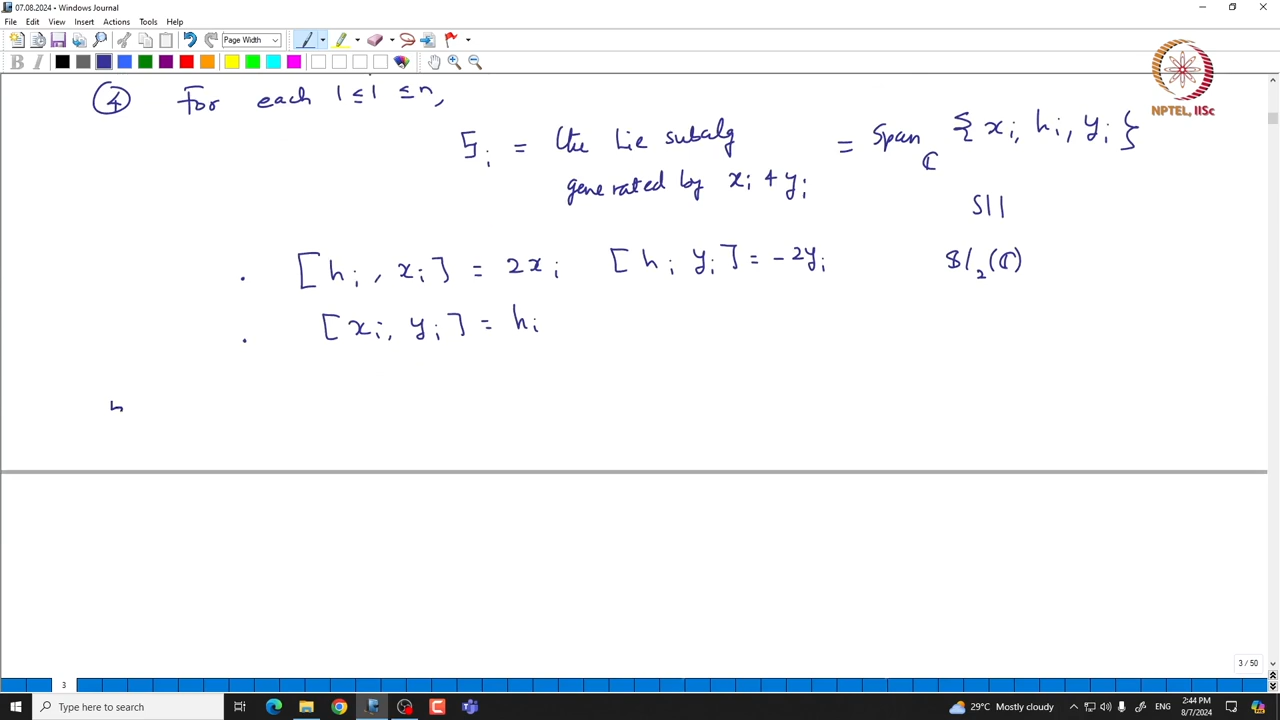 07.08.2024 - Windows Journal
File Edit View Insert Actions Tools Help
Page Width
B I
NPTEL, IISc
④ For each 1 ≤ i ≤ n,
S_i = the Lie subalg generated by x_i + y_i = Span_ℂ {x_i, h_i, y_i}
SII
sl_2(ℂ)
. [h_i, x_i] = 2x_i [h_i y_i] = -2y_i
. [x_i, y_i] = h_i
3 / 50
3
Type here to search
29°C Mostly cloudy
2:44 PM
8/7/2024